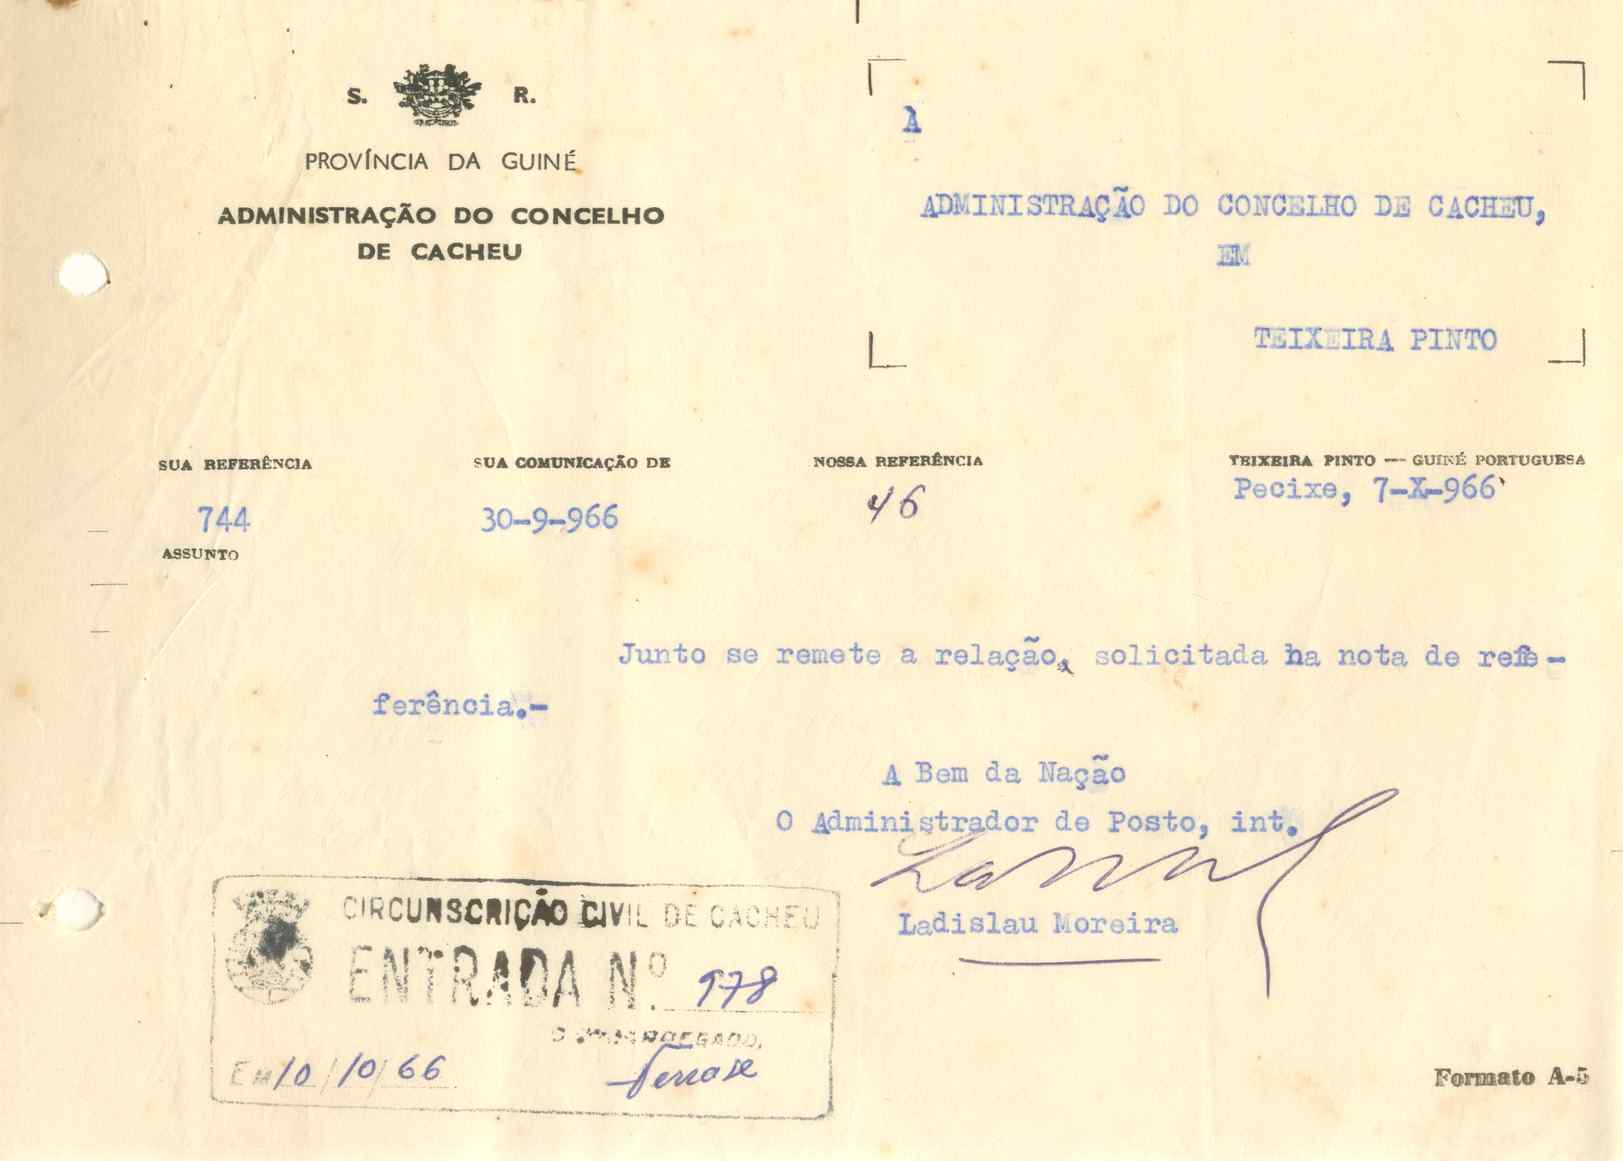 S. R.
PROVÍNCIA DA GUINÉ
ADMINISTRAÇÃO DO CONCELHO
DE CACHEU
À
ADMINISTRAÇÃO DO CONCELHO DE CACHEU,
EM
TEIXEIRA PINTO
SUA REFERÊNCIA
744
SUA COMUNICAÇÃO DE
30-9-966
NOSSA REFERÊNCIA
46
TEIXEIRA PINTO — GUINÉ PORTUGUESA
Pecixe, 7-X-966
ASSUNTO
Junto se remete a relação, solicitada na nota de refe-
ferência.-
A Bem da Nação
O Administrador de Posto, int.
Ladislau Moreira
CIRCUNSCRIÇÃO CIVIL DE CACHEU
ENTRADA N.º 978
O ENCARREGADO,
EM 10/10/66
Formato A-5